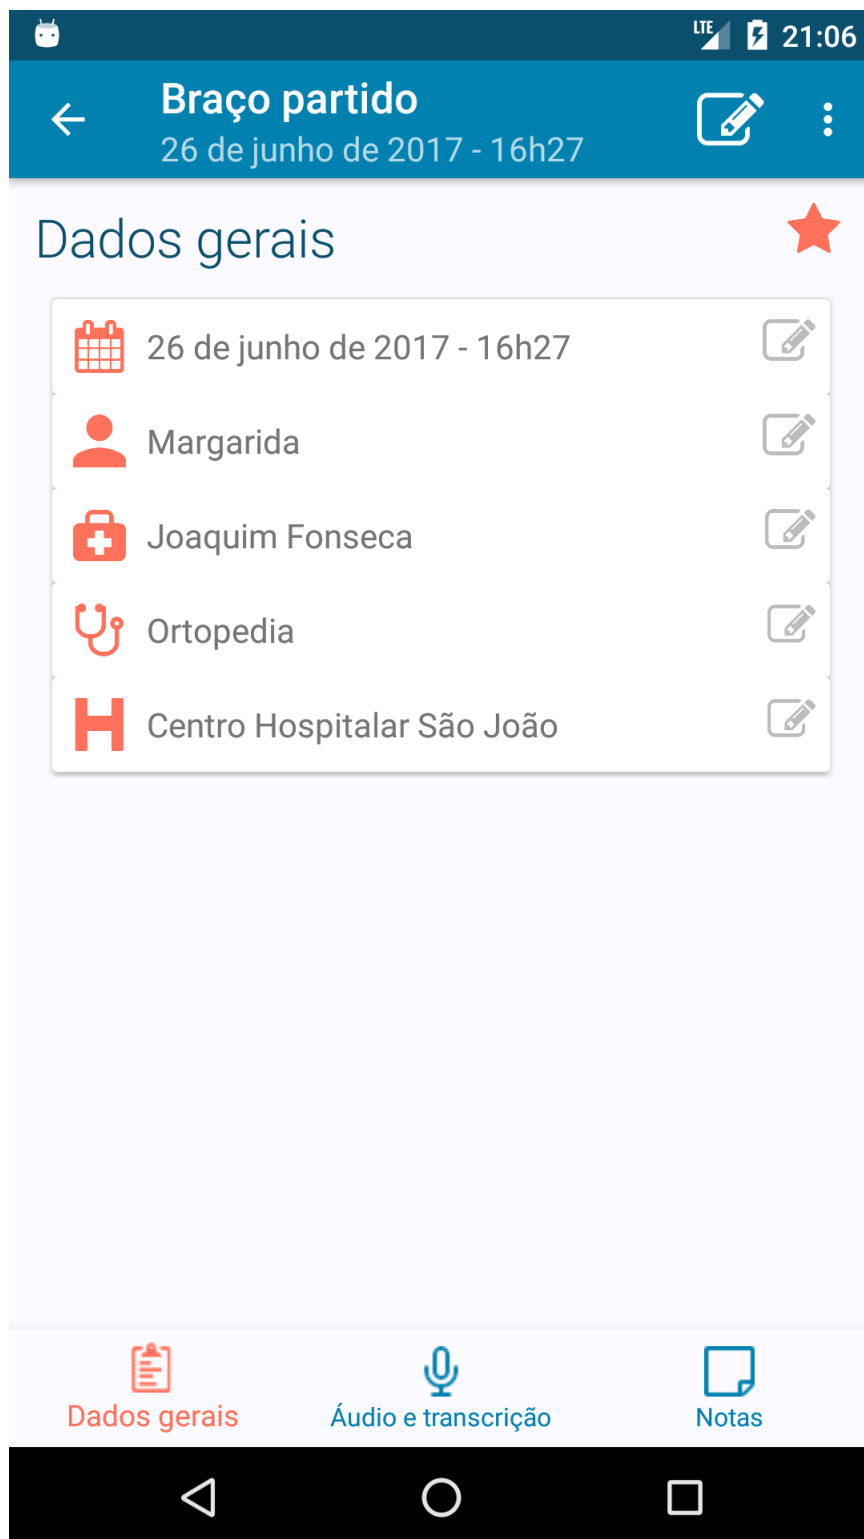 LTE 21:06
Braço partido
26 de junho de 2017 - 16h27
Dados gerais
26 de junho de 2017 - 16h27
Margarida
Joaquim Fonseca
Ortopedia
H Centro Hospitalar São João
Dados gerais
Áudio e transcrição
Notas